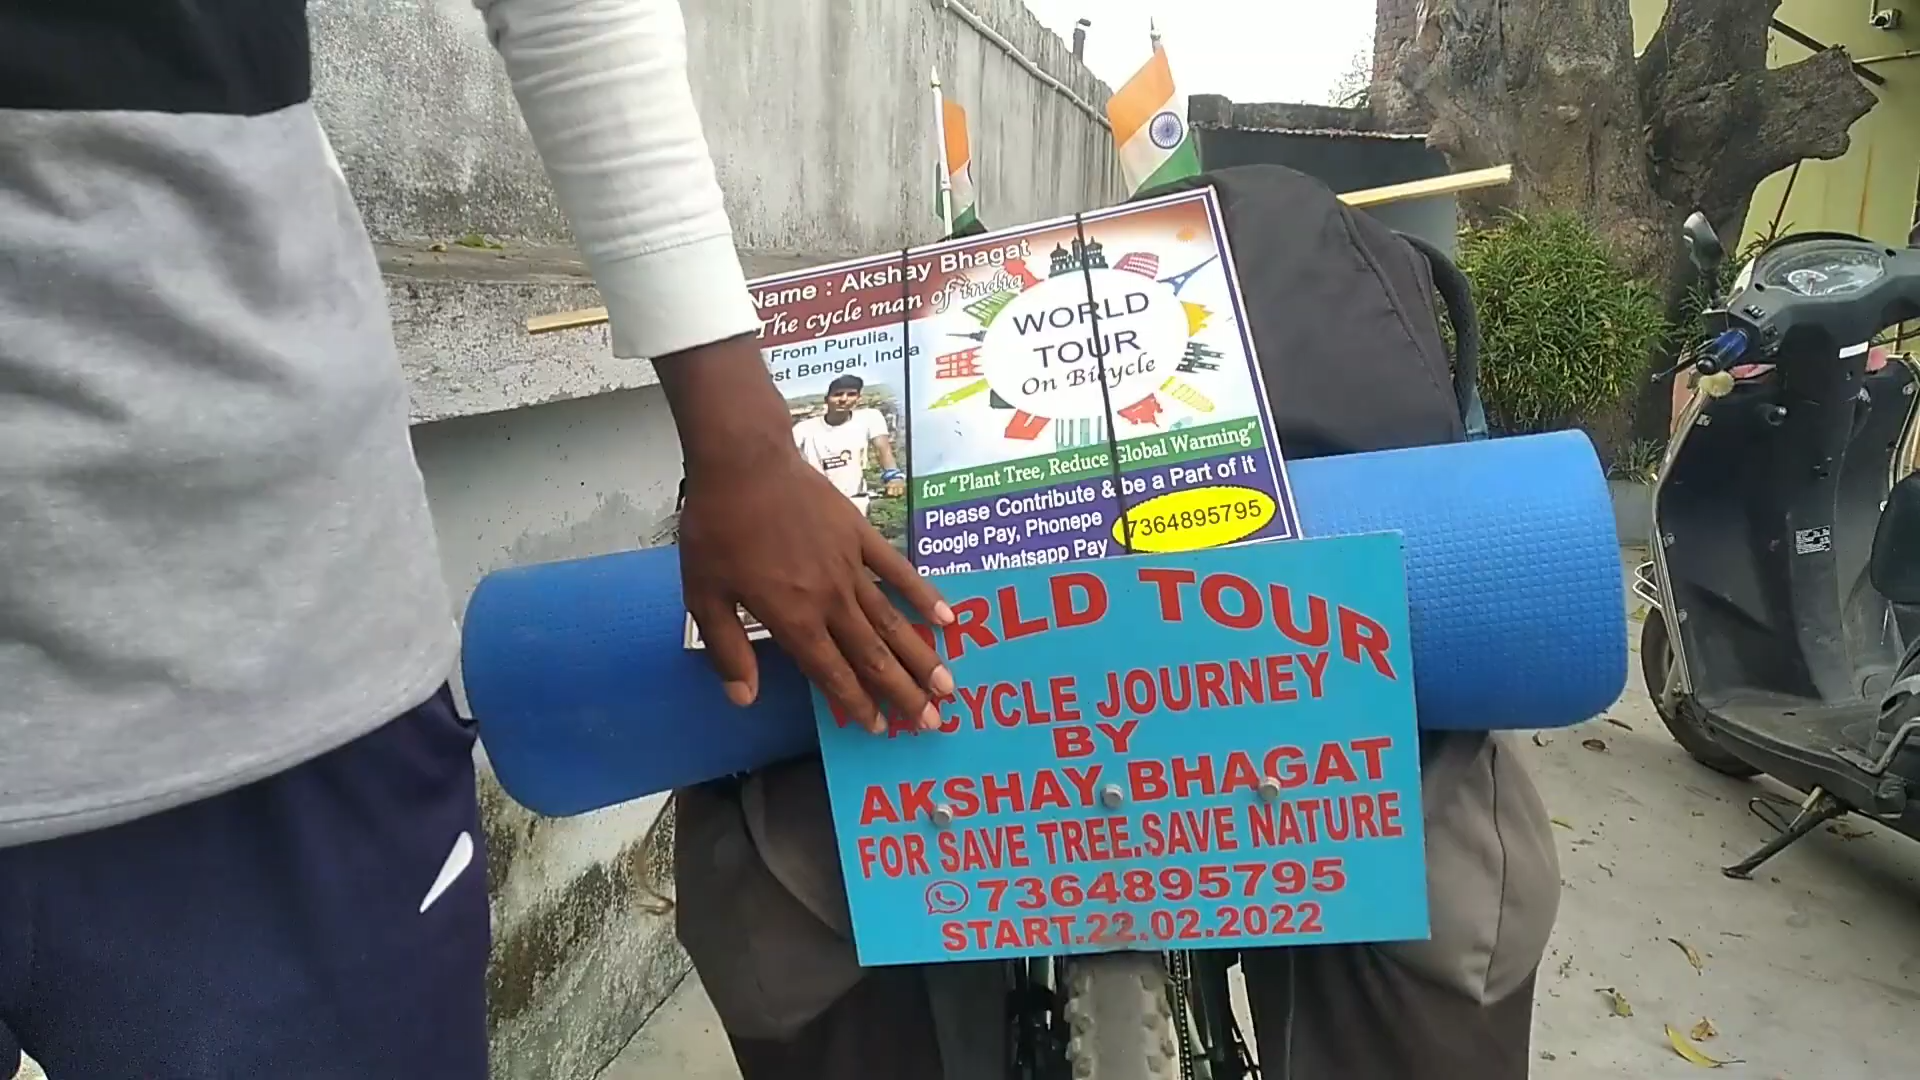 Name : Akshay Bhagat
The cycle man of india
From Purulia,
st Bengal, India
WORLD
TOUR
On Bicycle
for "Plant Tree, Reduce Global Warming"
Please Contribute & be a Part of it
Google Pay, Phonepe
Paytm, Whatsapp Pay
7364895795
ORLD TOUR
A CYCLE JOURNEY
BY
AKSHAY BHAGAT
FOR SAVE TREE.SAVE NATURE
7364895795
START.22.02.2022